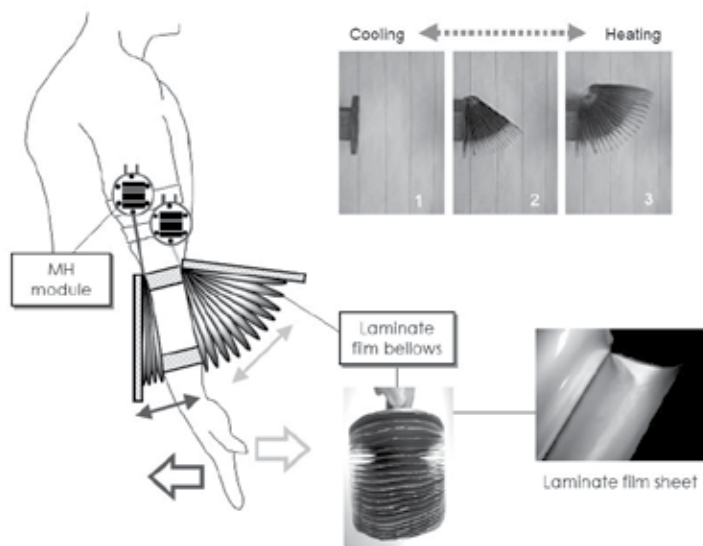 Cooling
Heating
1
2
3
MH
module
Laminate
film bellows
Laminate film sheet